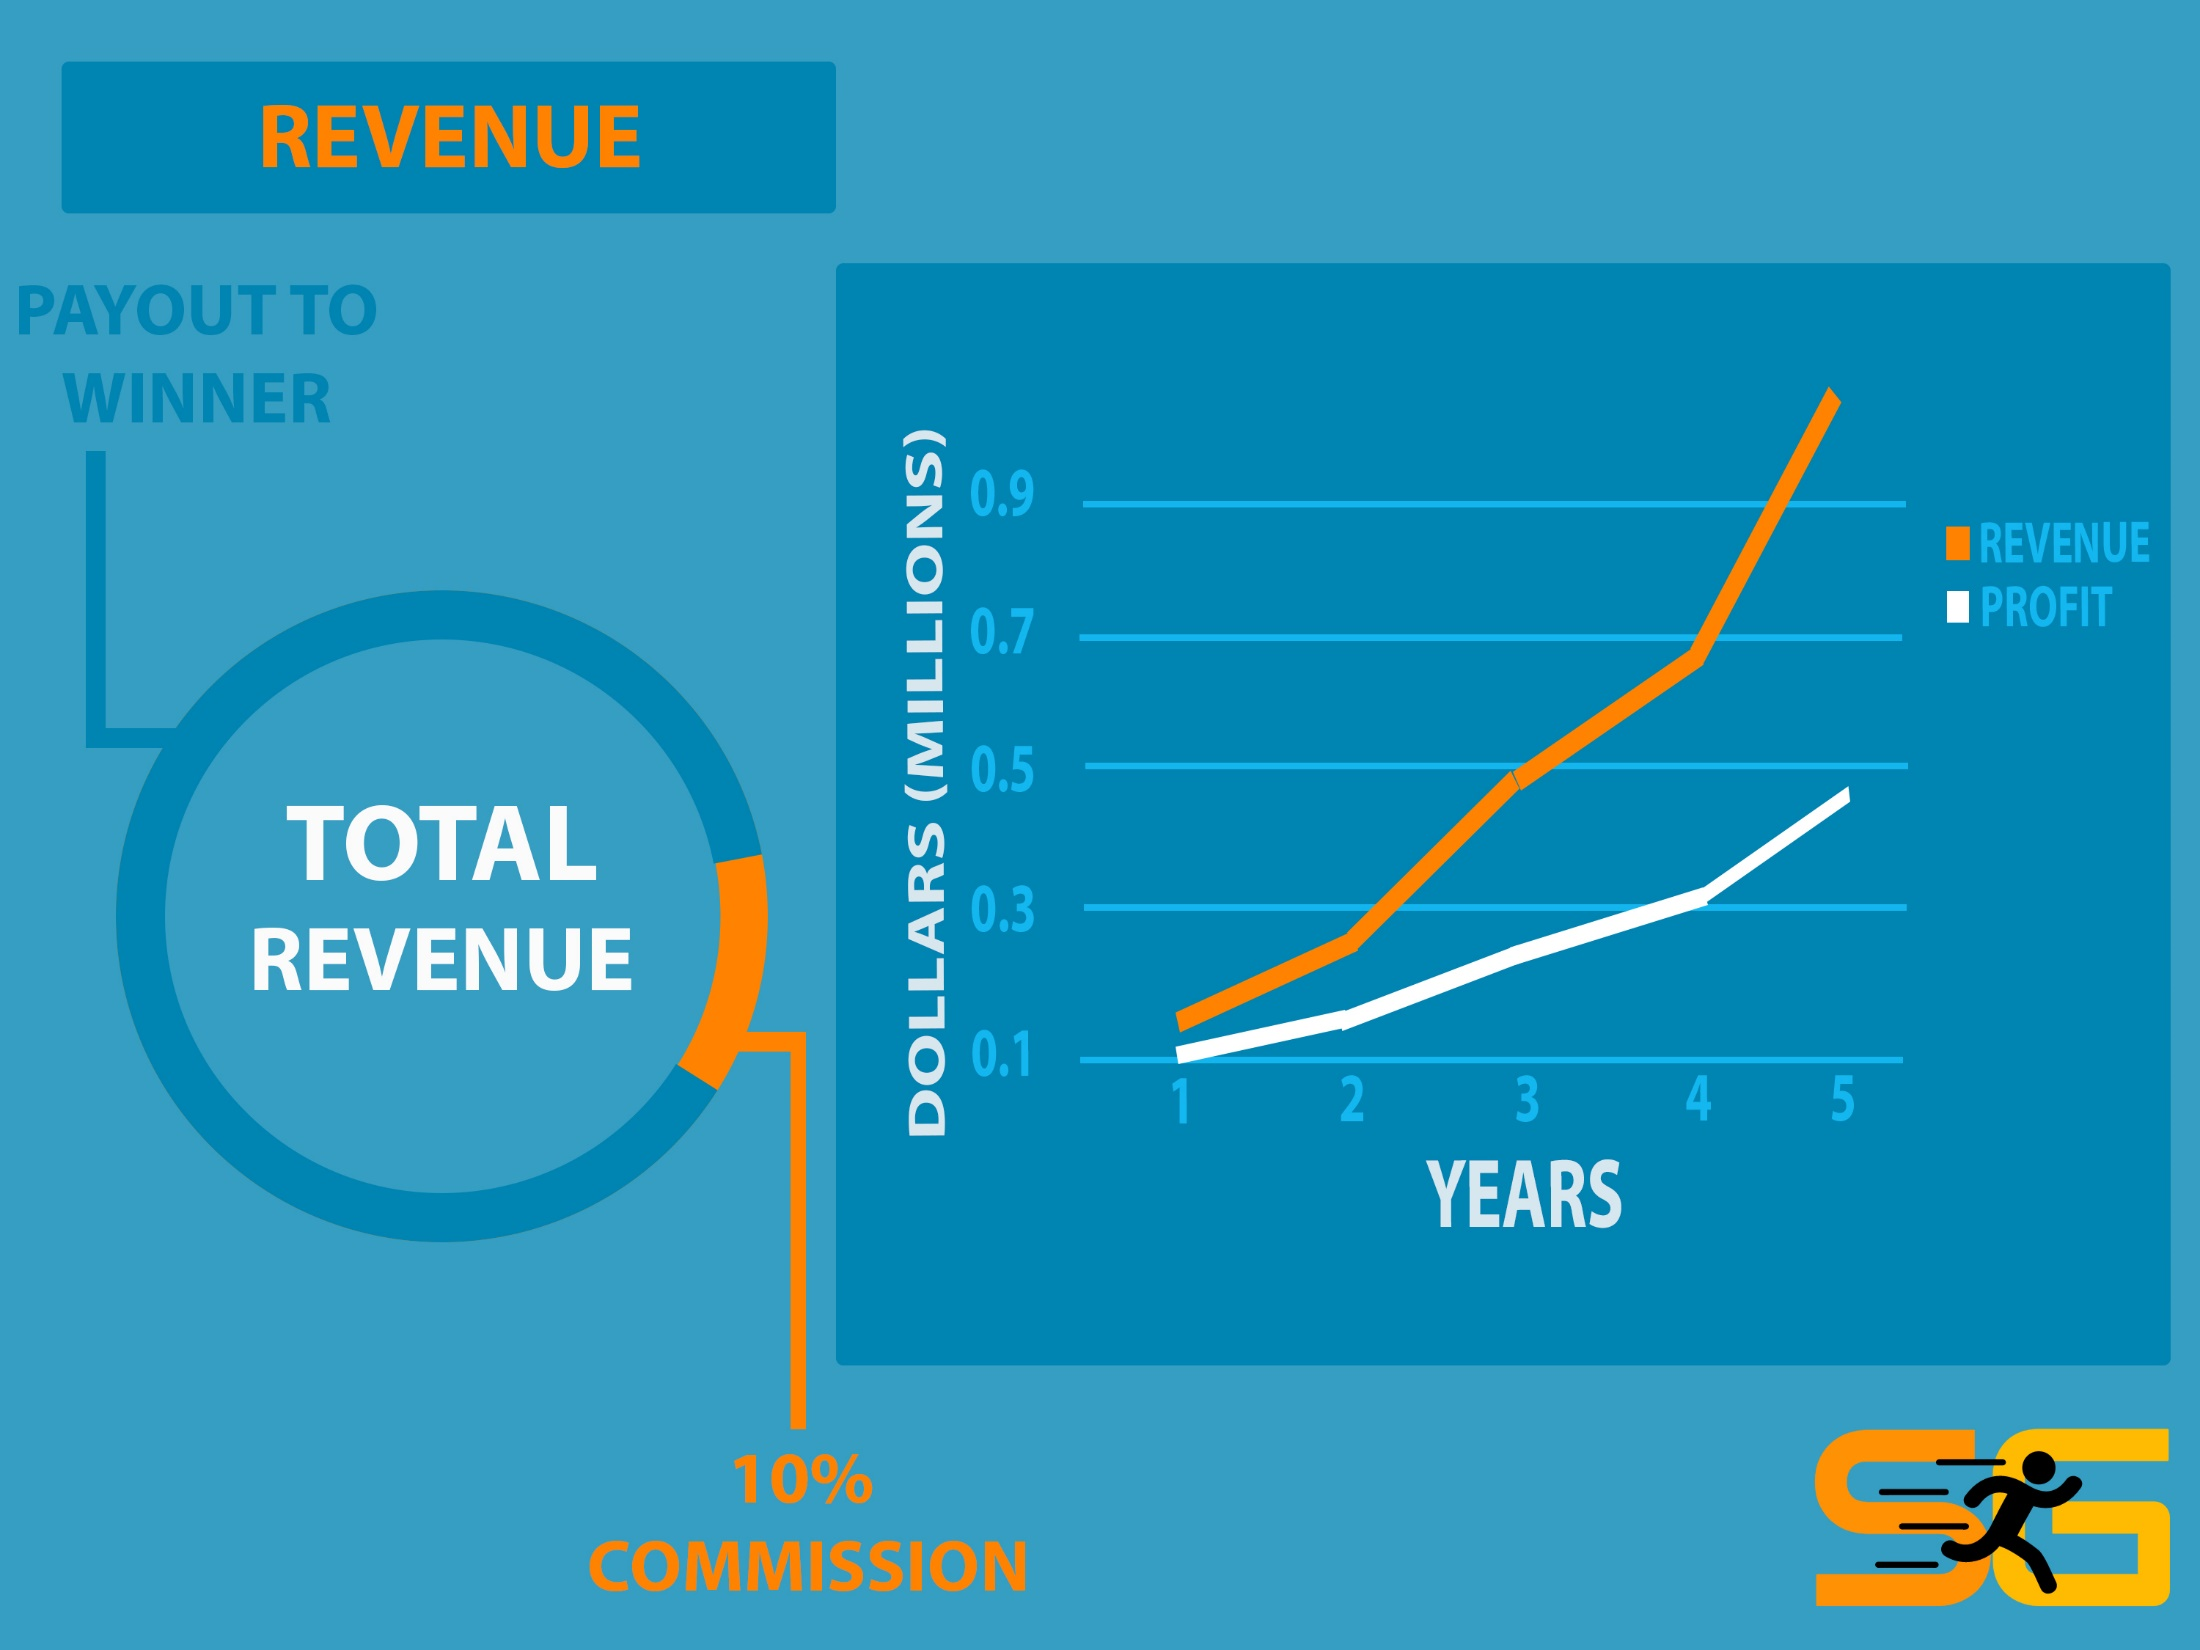 REVENUE
PAYOUT TO
WINNER
TOTAL
REVENUE
10%
COMMISSION
DOLLARS (MILLIONS)
0.9
0.7
0.5
0.3
0.1
1 2 3 4 5
YEARS
REVENUE
PROFIT
SG